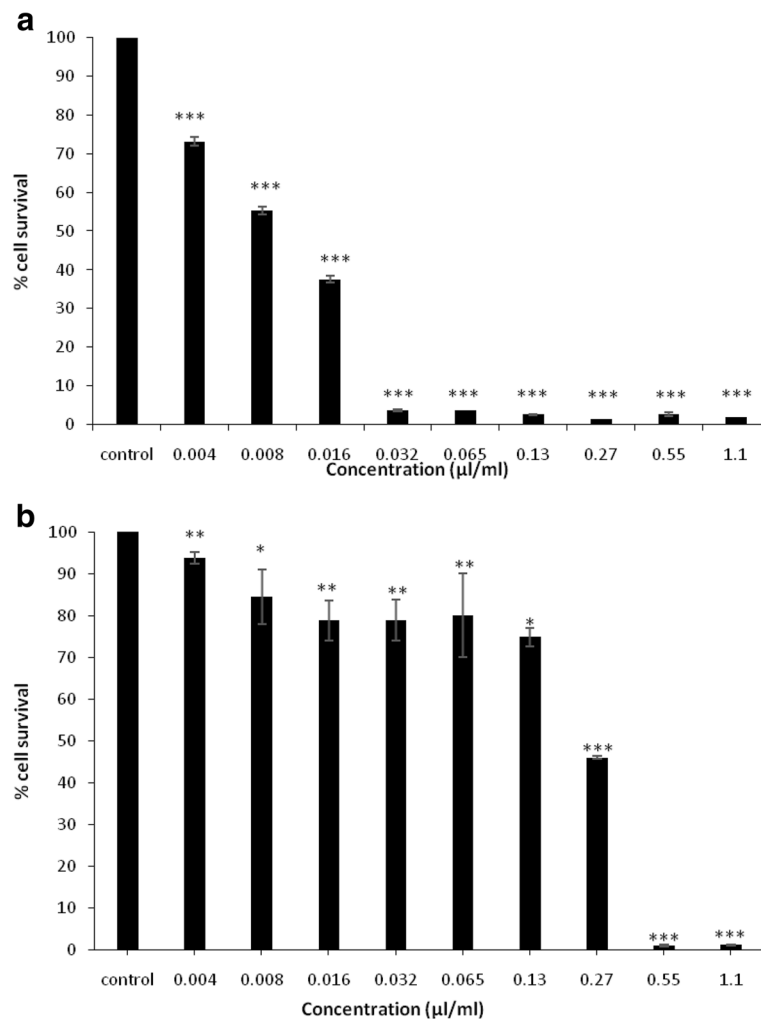 a
100
90
80
70
60
50
40
30
20
10
0
% cell survival
*** *** *** *** *** *** *** *** ***
control 0.004 0.008 0.016 0.032 0.065 0.13 0.27 0.55 1.1
Concentration (µl/ml)
b
100
90
80
70
60
50
40
30
20
10
0
% cell survival
** * ** ** ** * *** *** ***
control 0.004 0.008 0.016 0.032 0.065 0.13 0.27 0.55 1.1
Concentration (µl/ml)